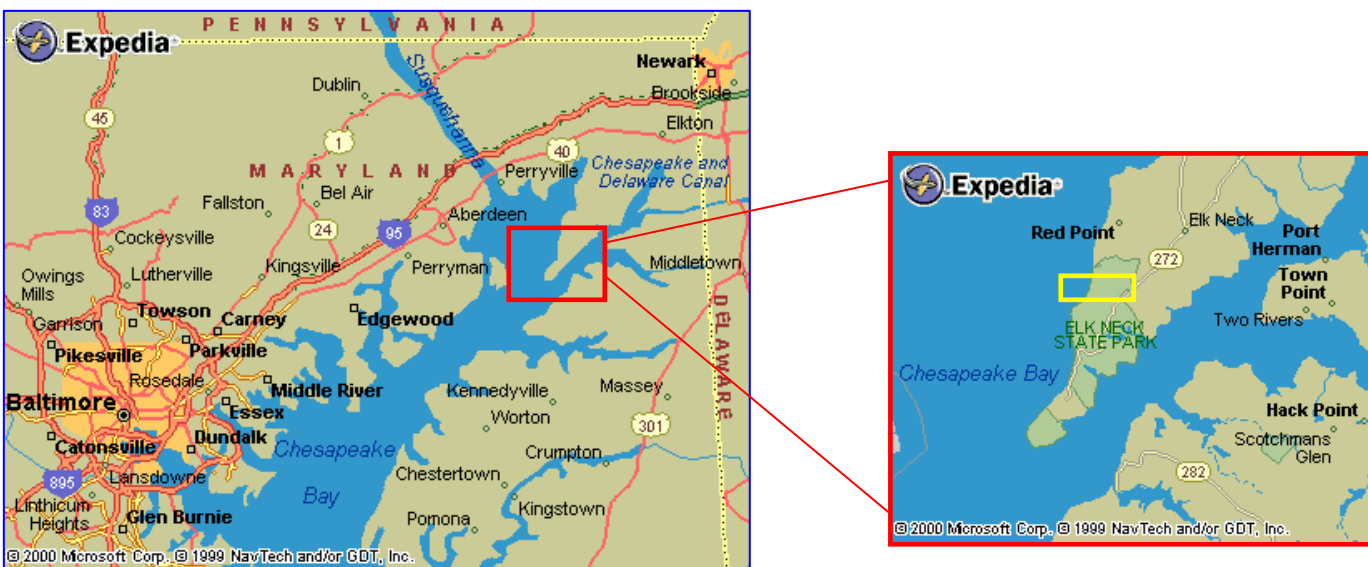 PENNSYLVANIA
Expedia
Newark
Dublin
Susquehanna
Brookside
45
Elkton
1
40
Chesapeake and
Delaware Canal
MARYLAND
Perryville
Bel Air
Fallston
Aberdeen
83
24
95
Cockeysville
Kingsville
Perryman
Middletown
Owings
Mills
Lutherville
Towson
Carney
Edgewood
Garrison
DELAWARE
Pikesville
Parkville
Rosedale
Middle River
Kennedyville
Massey
Baltimore
Essex
Worton
301
Catonsville
Dundalk
Chesapeake
Bay
Crumpton
Chestertown
895
Lansdowne
Linthicum
Heights
Glen Burnie
Pomona
Kingstown
© 2000 Microsoft Corp. © 1999 NavTech and/or GDT, Inc.
Expedia
Red Point
Elk Neck
Port
Herman
272
Town
Point
Two Rivers
ELK NECK
STATE PARK
Chesapeake Bay
Hack Point
Scotchmans
Glen
282
© 2000 Microsoft Corp. © 1999 NavTech and/or GDT, Inc.